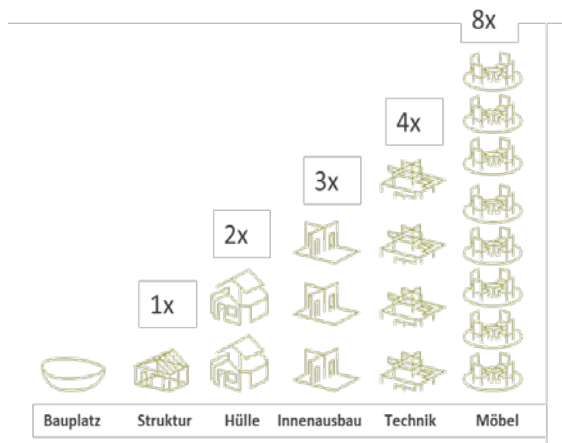 8x
4x
3x
2x
1x
Bauplatz Struktur Hülle Innenausbau Technik Möbel